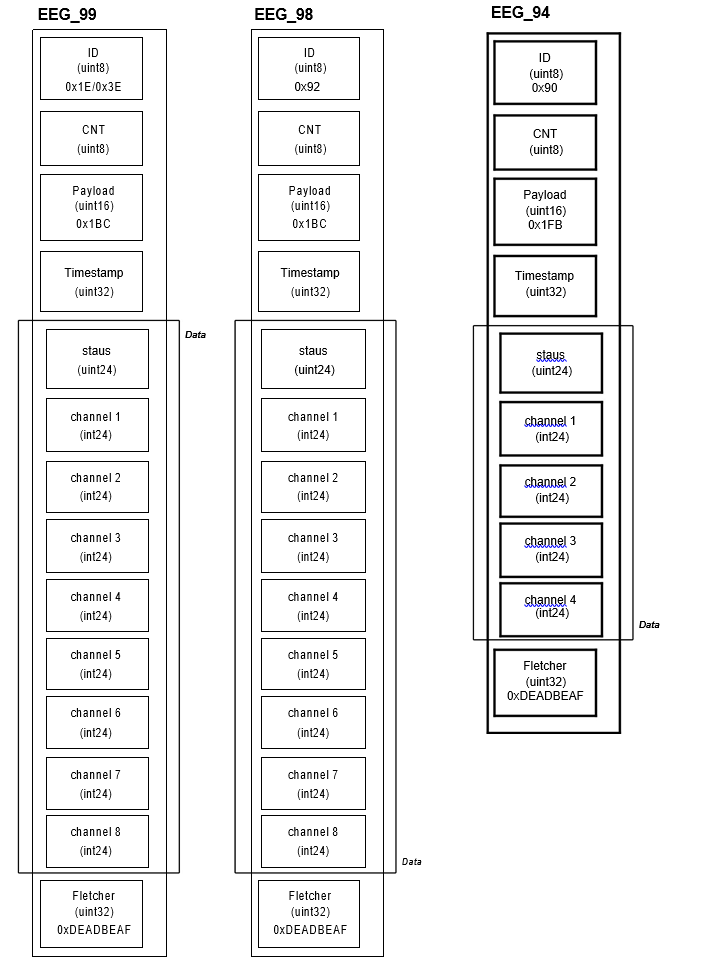 EEG_99
ID
(uint8)
0x1E/0x3E
CNT
(uint8)
Payload
(uint16)
0x1BC
Timestamp
(uint32)
Data
staus
(uint24)
channel 1
(int24)
channel 2
(int24)
channel 3
(int24)
channel 4
(int24)
channel 5
(int24)
channel 6
(int24)
channel 7
(int24)
channel 8
(int24)
Fletcher
(uint32)
0xDEADBEAF
EEG_98
ID
(uint8)
0x92
CNT
(uint8)
Payload
(uint16)
0x1BC
Timestamp
(uint32)
staus
(uint24)
channel 1
(int24)
channel 2
(int24)
channel 3
(int24)
channel 4
(int24)
channel 5
(int24)
channel 6
(int24)
channel 7
(int24)
channel 8
(int24)
Data
Fletcher
(uint32)
0xDEADBEAF
EEG_94
ID
(uint8)
0x90
CNT
(uint8)
Payload
(uint16)
0x1FB
Timestamp
(uint32)
staus
(uint24)
channel 1
(int24)
channel 2
(int24)
channel 3
(int24)
channel 4
(int24)
Data
Fletcher
(uint32)
0xDEADBEAF